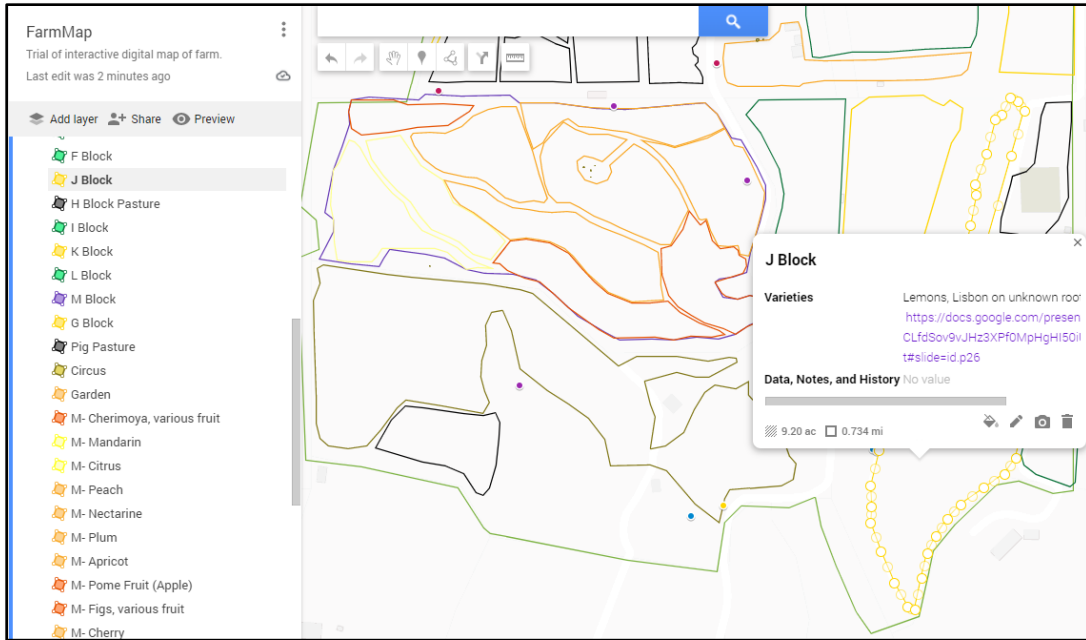 FarmMap
Trial of interactive digital map of farm.
Last edit was 2 minutes ago
Add layer Share Preview
F Block
J Block
H Block Pasture
I Block
K Block
L Block
M Block
G Block
Pig Pasture
Circus
Garden
M- Cherimoya, various fruit
M- Mandarin
M- Citrus
M- Peach
M- Nectarine
M- Plum
M- Apricot
M- Pome Fruit (Apple)
M- Figs, various fruit
M- Cherry
J Block
Varieties Lemons, Lisbon on unknown
https://docs.google.com/presen
t#slide=id.p26
Data, Notes, and History No value
9.20 ac 0.734 mi